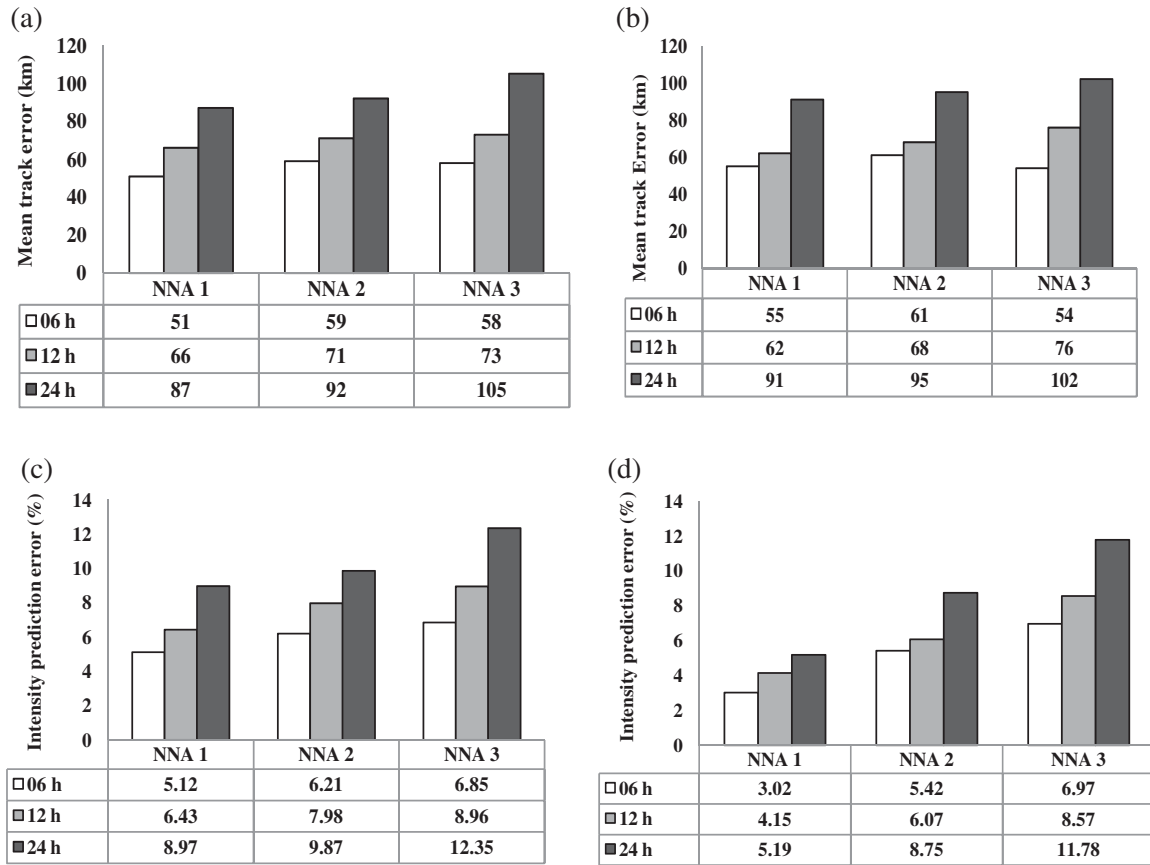 (a)
Mean track error (km)
120
100
80
60
40
20
0
NNA 1 NNA 2 NNA 3
06 h 51 59 58
12 h 66 71 73
24 h 87 92 105
(b)
Mean track Error (km)
120
100
80
60
40
20
0
NNA 1 NNA 2 NNA 3
06 h 55 61 54
12 h 62 68 76
24 h 91 95 102
(c)
Intensity prediction error (%)
14
12
10
8
6
4
2
0
NNA 1 NNA 2 NNA 3
06 h 5.12 6.21 6.85
12 h 6.43 7.98 8.96
24 h 8.97 9.87 12.35
(d)
Intensity prediction error (%)
14
12
10
8
6
4
2
0
NNA 1 NNA 2 NNA 3
06 h 3.02 5.42 6.97
12 h 4.15 6.07 8.57
24 h 5.19 8.75 11.78